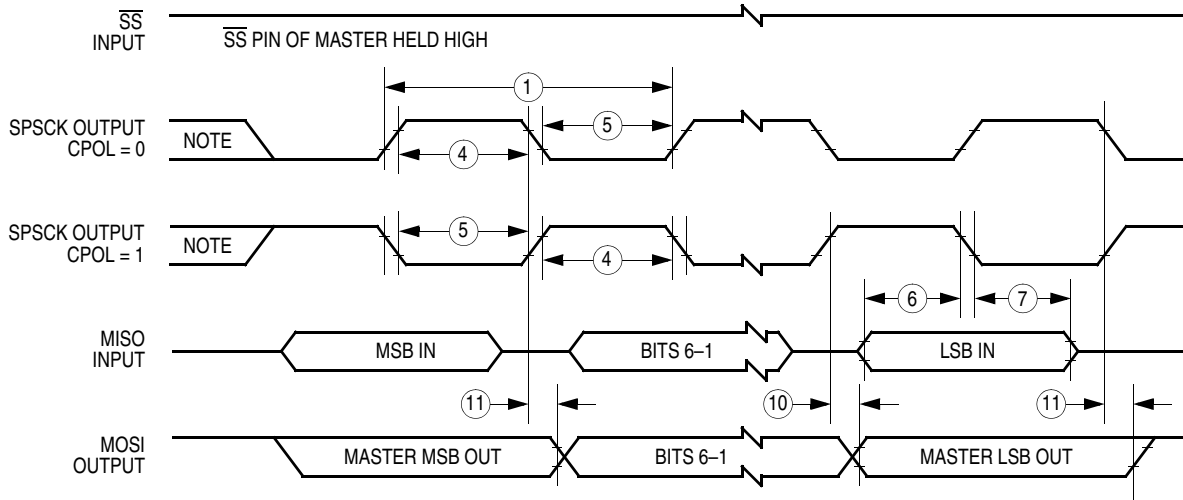 SS
INPUT
SS PIN OF MASTER HELD HIGH
1
SPSCK OUTPUT
CPOL = 0
NOTE
4
5
SPSCK OUTPUT
CPOL = 1
NOTE
5
4
6
7
MISO
INPUT
MSB IN
BITS 6–1
LSB IN
11
10
11
MOSI
OUTPUT
MASTER MSB OUT
BITS 6–1
MASTER LSB OUT